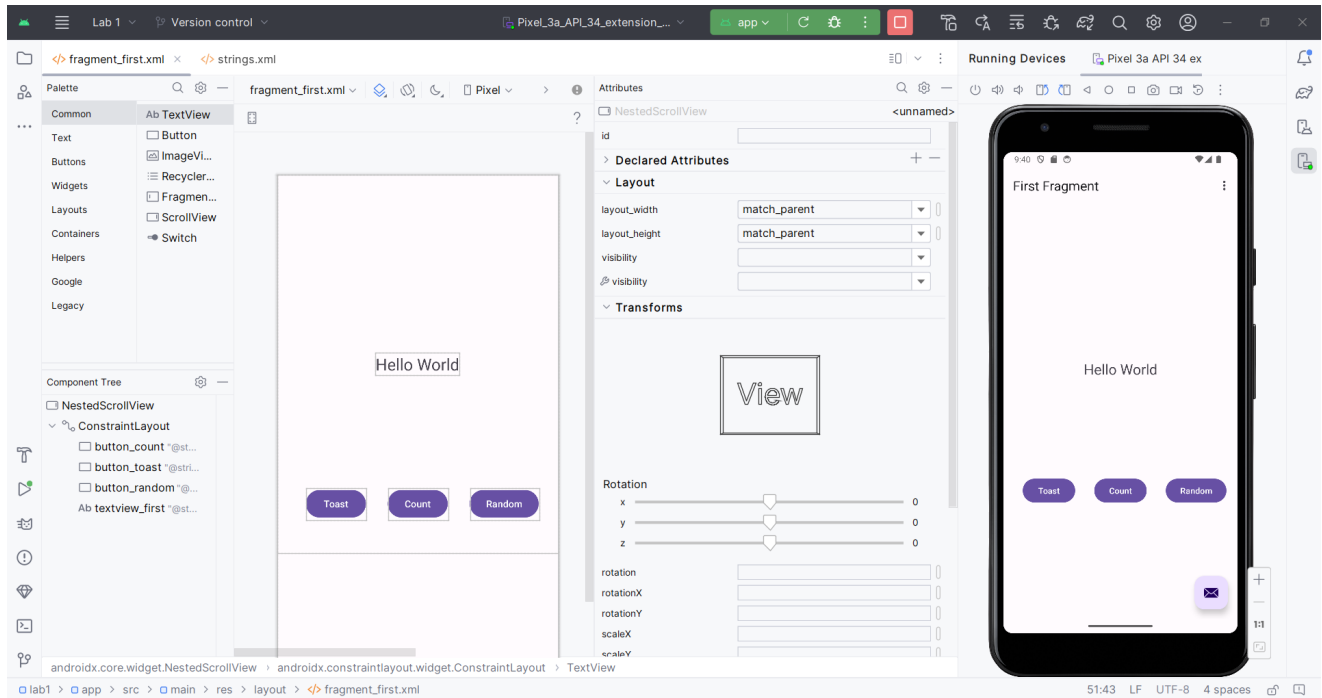 Lab 1 Version control Pixel_3a_API_34_extension_... app
fragment_first.xml strings.xml
Running Devices Pixel 3a API 34 ex
Palette
Common
Text
Buttons
Widgets
Layouts
Containers
Helpers
Google
Legacy
Ab TextView
Button
ImageVi...
Recycler...
Fragmen...
ScrollView
Switch
Component Tree
NestedScrollView
ConstraintLayout
button_count "@st...
button_toast "@stri...
button_random "@...
Ab textview_first "@st...
fragment_first.xml Pixel
?
Hello World
Toast Count Random
Attributes
NestedScrollView <unnamed>
id
Declared Attributes
Layout
layout_width match_parent
layout_height match_parent
visibility
visibility
Transforms
View
Rotation
x 0
y 0
z 0
rotation
rotationX
rotationY
scaleX
scaleY
9:40
First Fragment
Hello World
Toast Count Random
1:1
androidx.core.widget.NestedScrollView > androidx.constraintlayout.widget.ConstraintLayout > TextView
lab1 > app > src > main > res > layout > fragment_first.xml
51:43 LF UTF-8 4 spaces